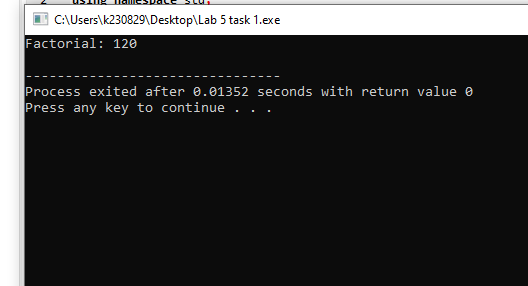 2 using namespace std;
C:\Users\k230829\Desktop\Lab 5 task 1.exe
Factorial: 120
--------------------------------
Process exited after 0.01352 seconds with return value 0
Press any key to continue . . .